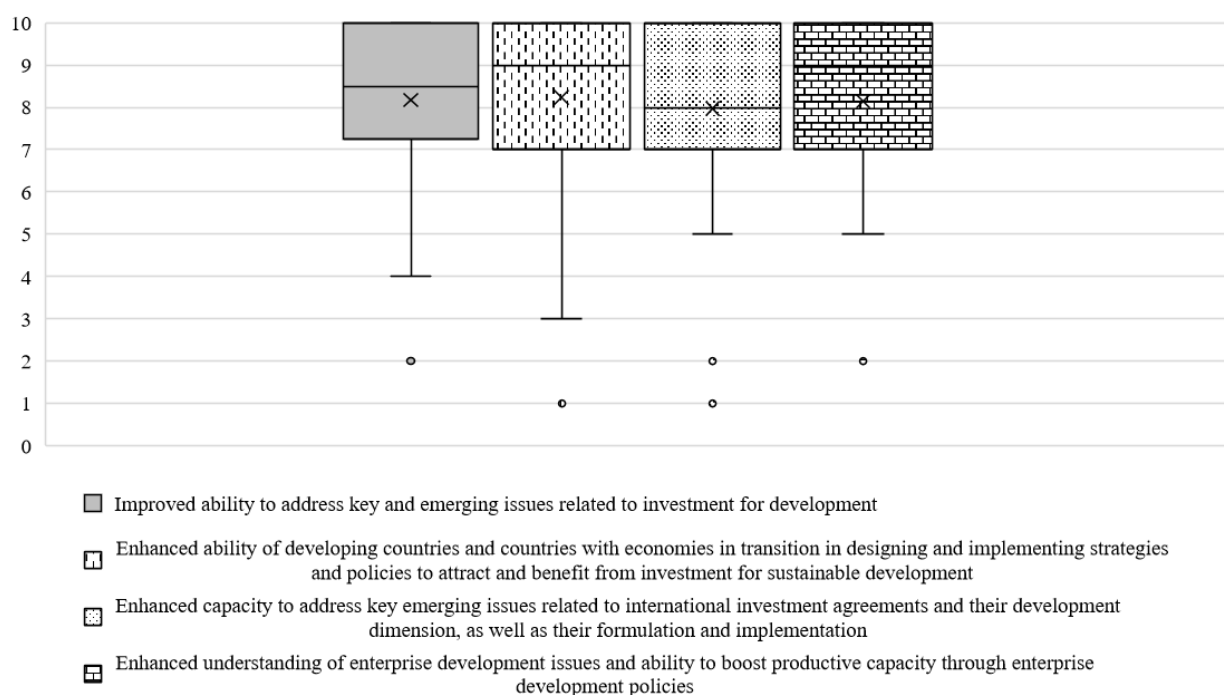 10
9
8
7
6
5
4
3
2
1
0
Improved ability to address key and emerging issues related to investment for development
Enhanced ability of developing countries and countries with economies in transition in designing and implementing strategies
and policies to attract and benefit from investment for sustainable development
Enhanced capacity to address key emerging issues related to international investment agreements and their development
dimension, as well as their formulation and implementation
Enhanced understanding of enterprise development issues and ability to boost productive capacity through enterprise
development policies